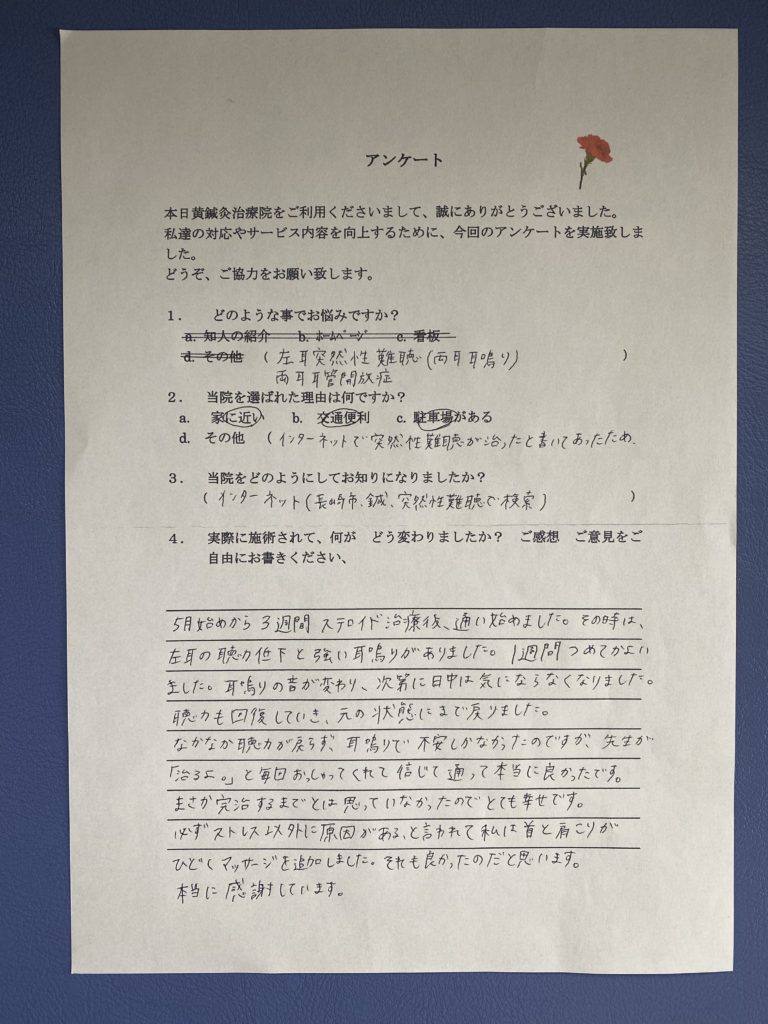 アンケート
本日黄鍼灸治療院をご利用くださいまして、誠にありがとうございました。
私達の対応やサービス内容を向上するために、今回のアンケートを実施致しま
した。
どうぞ、ご協力をお願い致します。
１．　どのような事でお悩みですか？
a. 知人の紹介　b. ﾎｰﾑﾍﾟｰｼﾞ　c. 看板
d. その他　（左耳突然性難聴（両耳耳鳴り）　）
両耳耳管開放症
２．　当院を選ばれた理由は何ですか？
a.　家に近い　b.　交通便利　c. 駐車場がある
d.　その他　（インターネットで突然性難聴が治ったと書いてあったため.
３．　当院をどのようにしてお知りになりましたか？
（インターネット（長崎市、鍼、突然性難聴で検索）　）
４．　実際に施術されて、何が　どう変わりましたか？　ご感想　ご意見をご
自由にお書きください、
5月始めから3週間ステロイド治療後、通い始めました。その時は、
左耳の聴力低下と強い耳鳴りがありました。1週間つめてかよい
ました。耳鳴りの音が変わり、次第に日中は気にならなくなりました。
聴力も回復していき、元の状態にまで戻りました。
なかなか聴力が戻らず、耳鳴りで不安しかなかったのですが、先生が
「治るよ。」と毎回おっしゃってくれて信じて通って本当に良かったです。
まさか完治するまでとは思っていなかったのでとても幸せです。
必ずストレス以外に原因がある、と言われて私は首と肩こりが
ひどくマッサージを追加しました。それも良かったのだと思います。
本当に感謝しています。